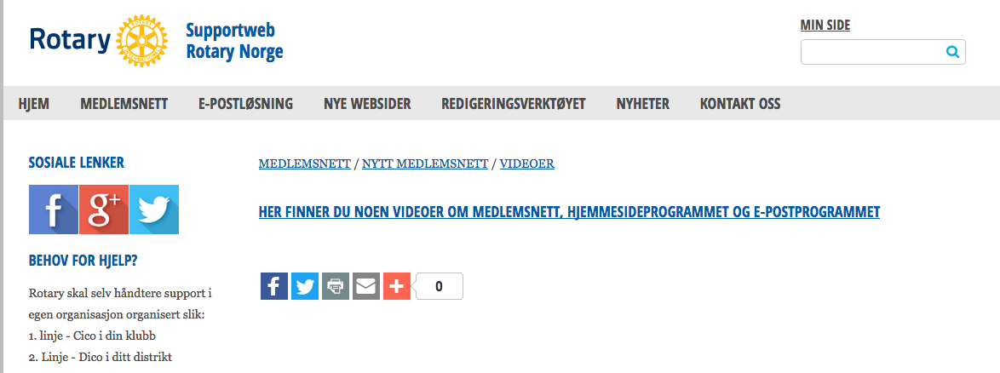 Rotary
ROTARY
INTERNATIONAL
Supportweb
Rotary Norge
MIN SIDE
HJEM MEDLEMSNETT E-POSTLØSNING NYE WEBSIDER REDIGERINGSVERKTØYET NYHETER KONTAKT OSS
SOSIALE LENKER
f g+
BEHOV FOR HJELP?
Rotary skal selv håndtere support i
egen organisasjon organisert slik:
1. linje - Cico i din klubb
2. Linje - Dico i ditt distrikt
MEDLEMSNETT / NYTT MEDLEMSNETT / VIDEOER
HER FINNER DU NOEN VIDEOER OM MEDLEMSNETT, HJEMMESIDEPROGRAMMET OG E-POSTPROGRAMMET
f + 0